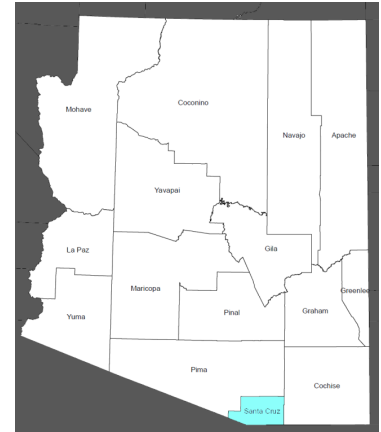 Mohave
Coconino
Navajo
Apache
Yavapai
La Paz
Gila
Maricopa
Greenlee
Yuma
Pinal
Graham
Pima
Cochise
Santa Cruz